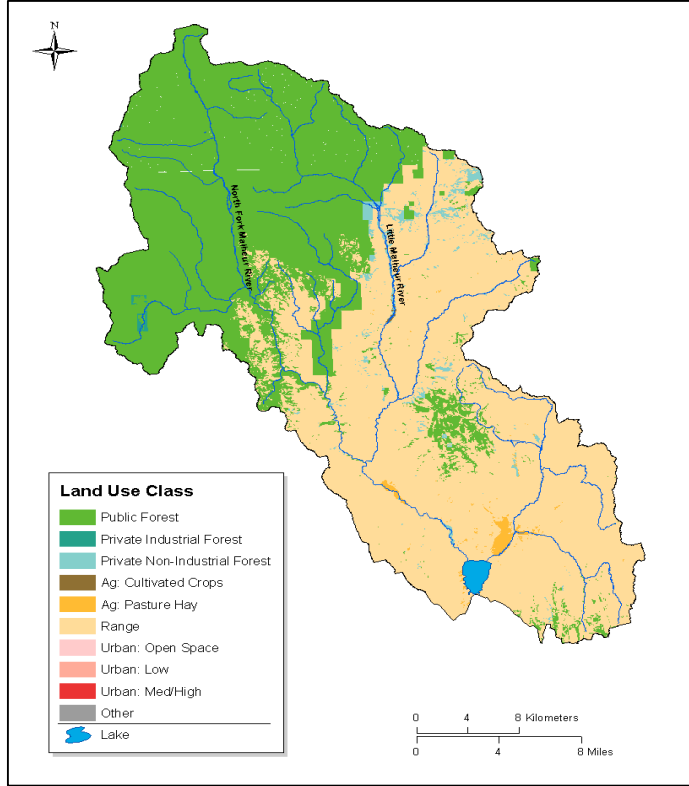 N
North Fork Malheur River
Little Malheur River
Land Use Class
Public Forest
Private Industrial Forest
Private Non-Industrial Forest
Ag: Cultivated Crops
Ag: Pasture Hay
Range
Urban: Open Space
Urban: Low
Urban: Med/High
Other
Lake
0 4 8 Kilometers
0 4 8 Miles